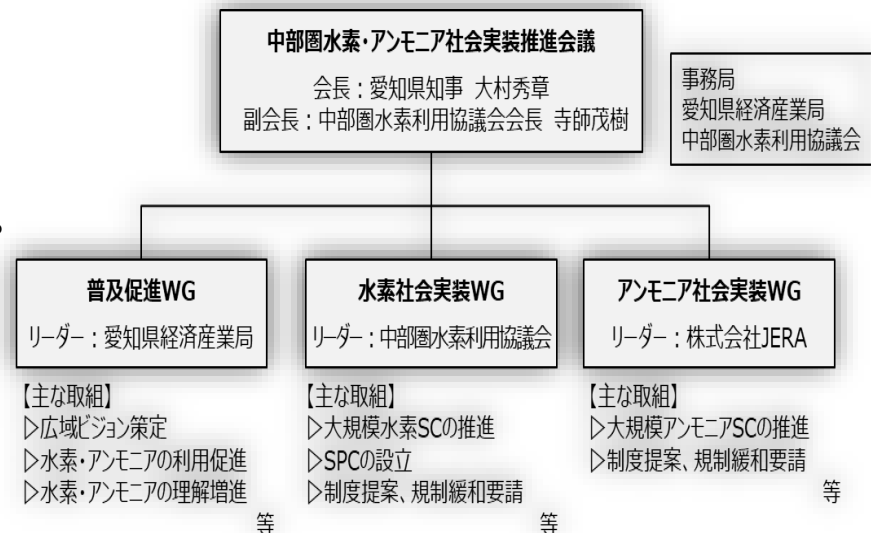 中部圏水素・アンモニア社会実装推進会議
会長：愛知県知事 大村秀章
副会長：中部圏水素利用協議会会長 寺師茂樹
事務局
愛知県経済産業局
中部圏水素利用協議会
。
普及促進WG
リーダー：愛知県経済産業局
【主な取組】
▷広域ビジョン策定
▷水素・アンモニアの利用促進
▷水素・アンモニアの理解増進
等
水素社会実装WG
リーダー：中部圏水素利用協議会
【主な取組】
▷大規模水素SCの推進
▷SPCの設立
▷制度提案、規制緩和要請
等
アンモニア社会実装WG
リーダー：株式会社JERA
【主な取組】
▷大規模アンモニアSCの推進
▷制度提案、規制緩和要請
等